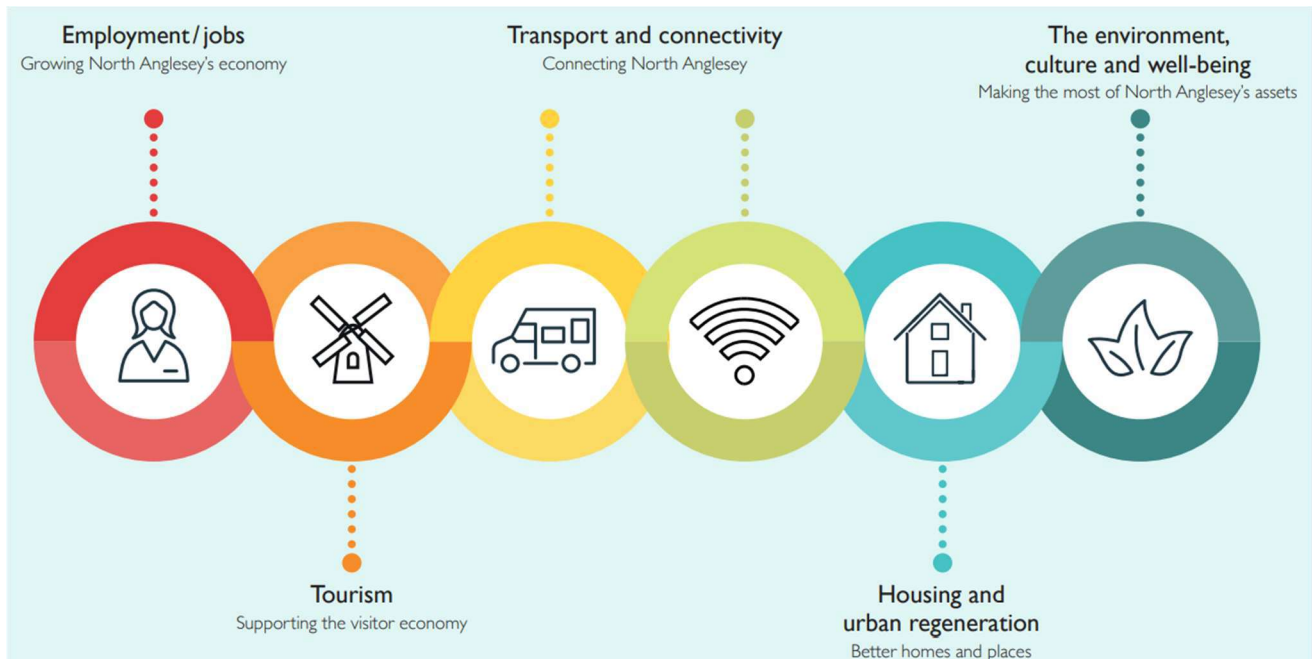 Employment/jobs
Growing North Anglesey's economy
Transport and connectivity
Connecting North Anglesey
The environment,
culture and well-being
Making the most of North Anglesey's assets
Tourism
Supporting the visitor economy
Housing and
urban regeneration
Better homes and places